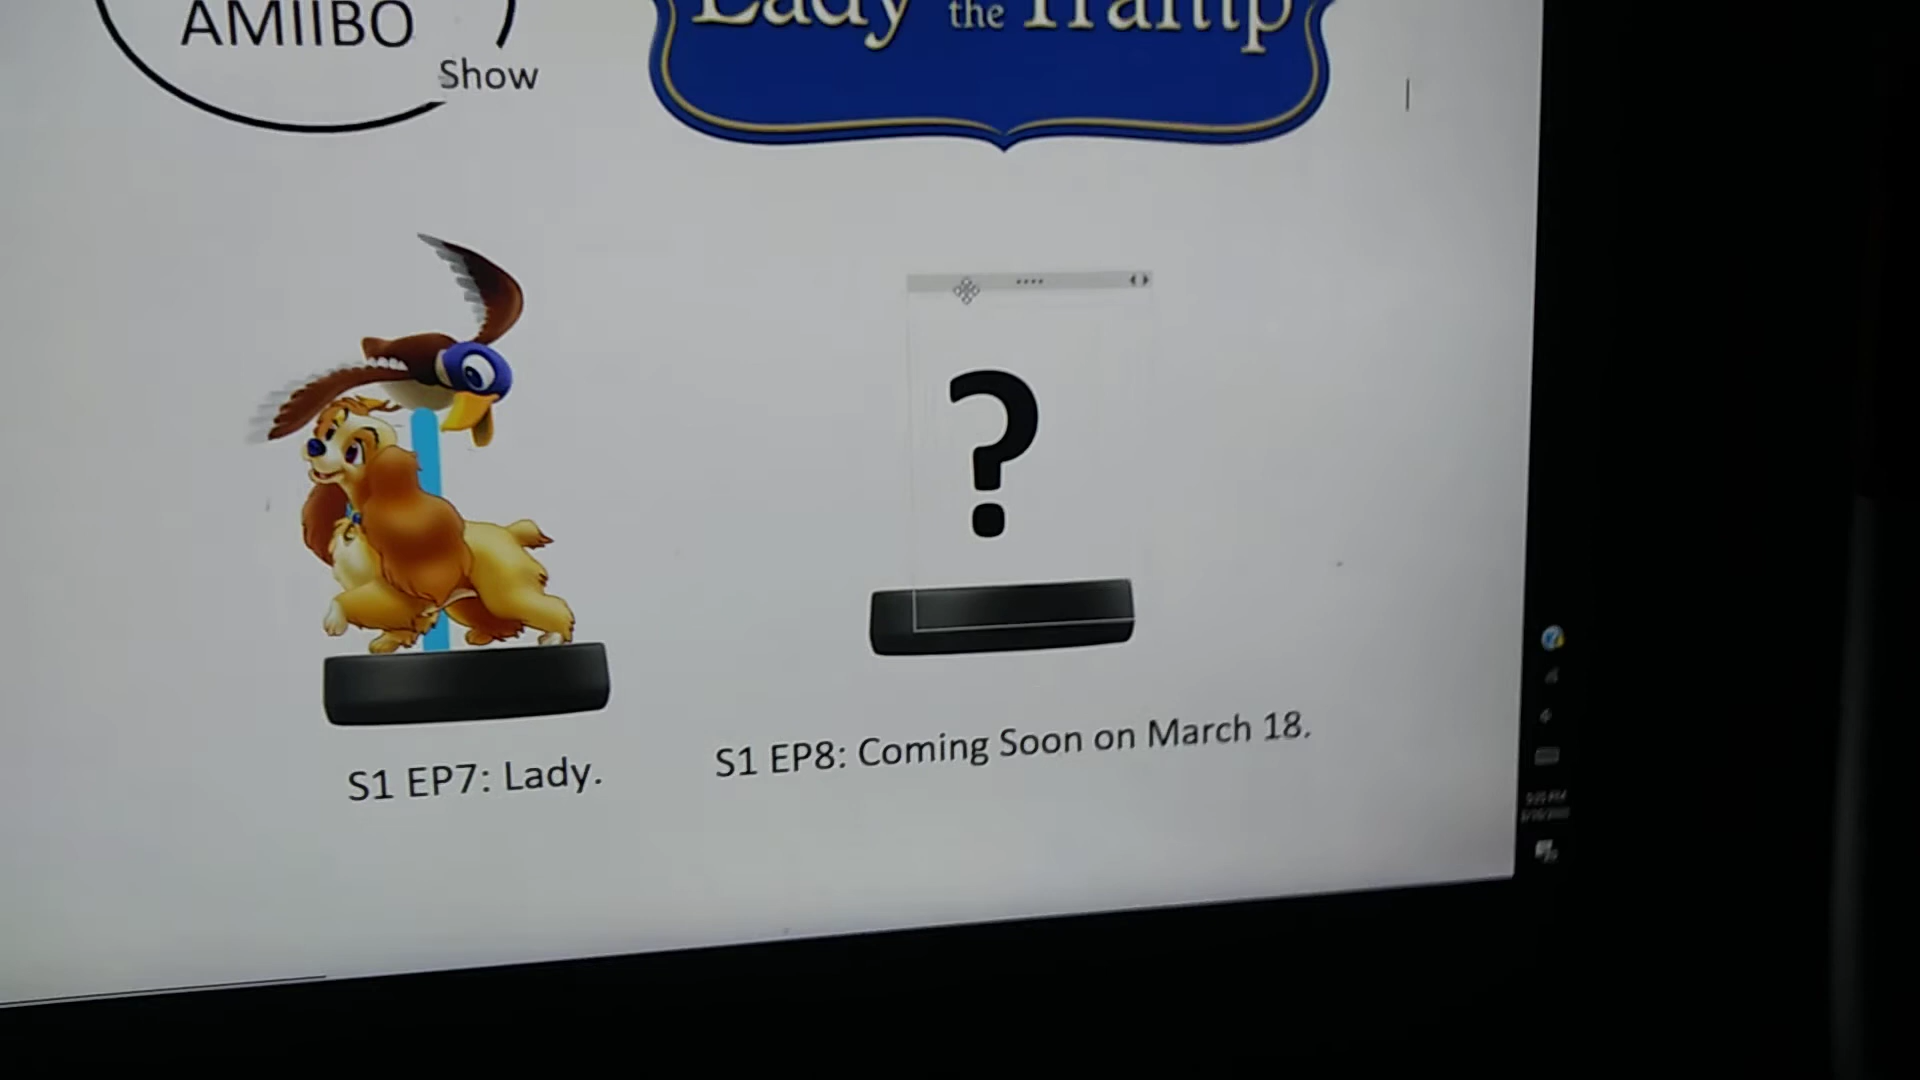 AMIIBO
Show
Lady the Tramp
?
S1 EP7: Lady.
S1 EP8: Coming Soon on March 18.